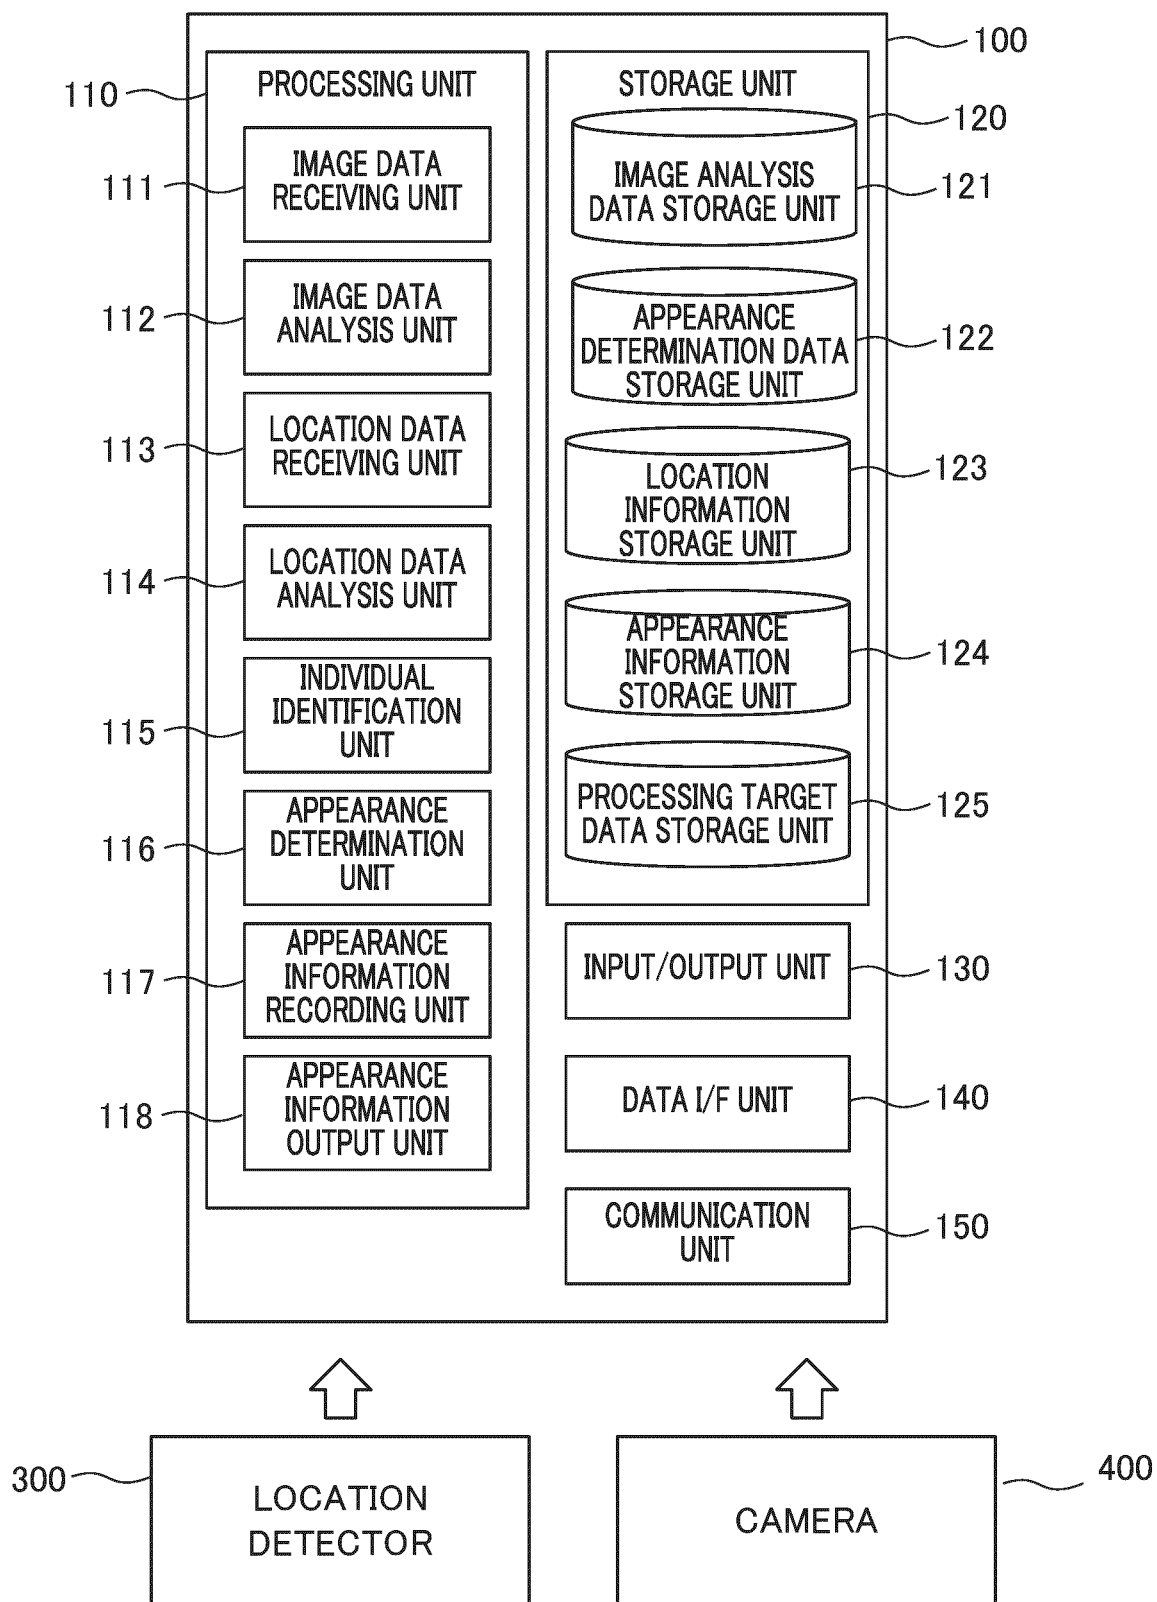 100
110
PROCESSING UNIT
111
IMAGE DATA
RECEIVING UNIT
112
IMAGE DATA
ANALYSIS UNIT
113
LOCATION DATA
RECEIVING UNIT
114
LOCATION DATA
ANALYSIS UNIT
115
INDIVIDUAL
IDENTIFICATION
UNIT
116
APPEARANCE
DETERMINATION
UNIT
117
APPEARANCE
INFORMATION
RECORDING UNIT
118
APPEARANCE
INFORMATION
OUTPUT UNIT
STORAGE UNIT
120
IMAGE ANALYSIS
DATA STORAGE UNIT
121
APPEARANCE
DETERMINATION DATA
STORAGE UNIT
122
LOCATION
INFORMATION
STORAGE UNIT
123
APPEARANCE
INFORMATION
STORAGE UNIT
124
PROCESSING TARGET
DATA STORAGE UNIT
125
INPUT/OUTPUT UNIT
130
DATA I/F UNIT
140
COMMUNICATION
UNIT
150
300
LOCATION
DETECTOR
CAMERA
400